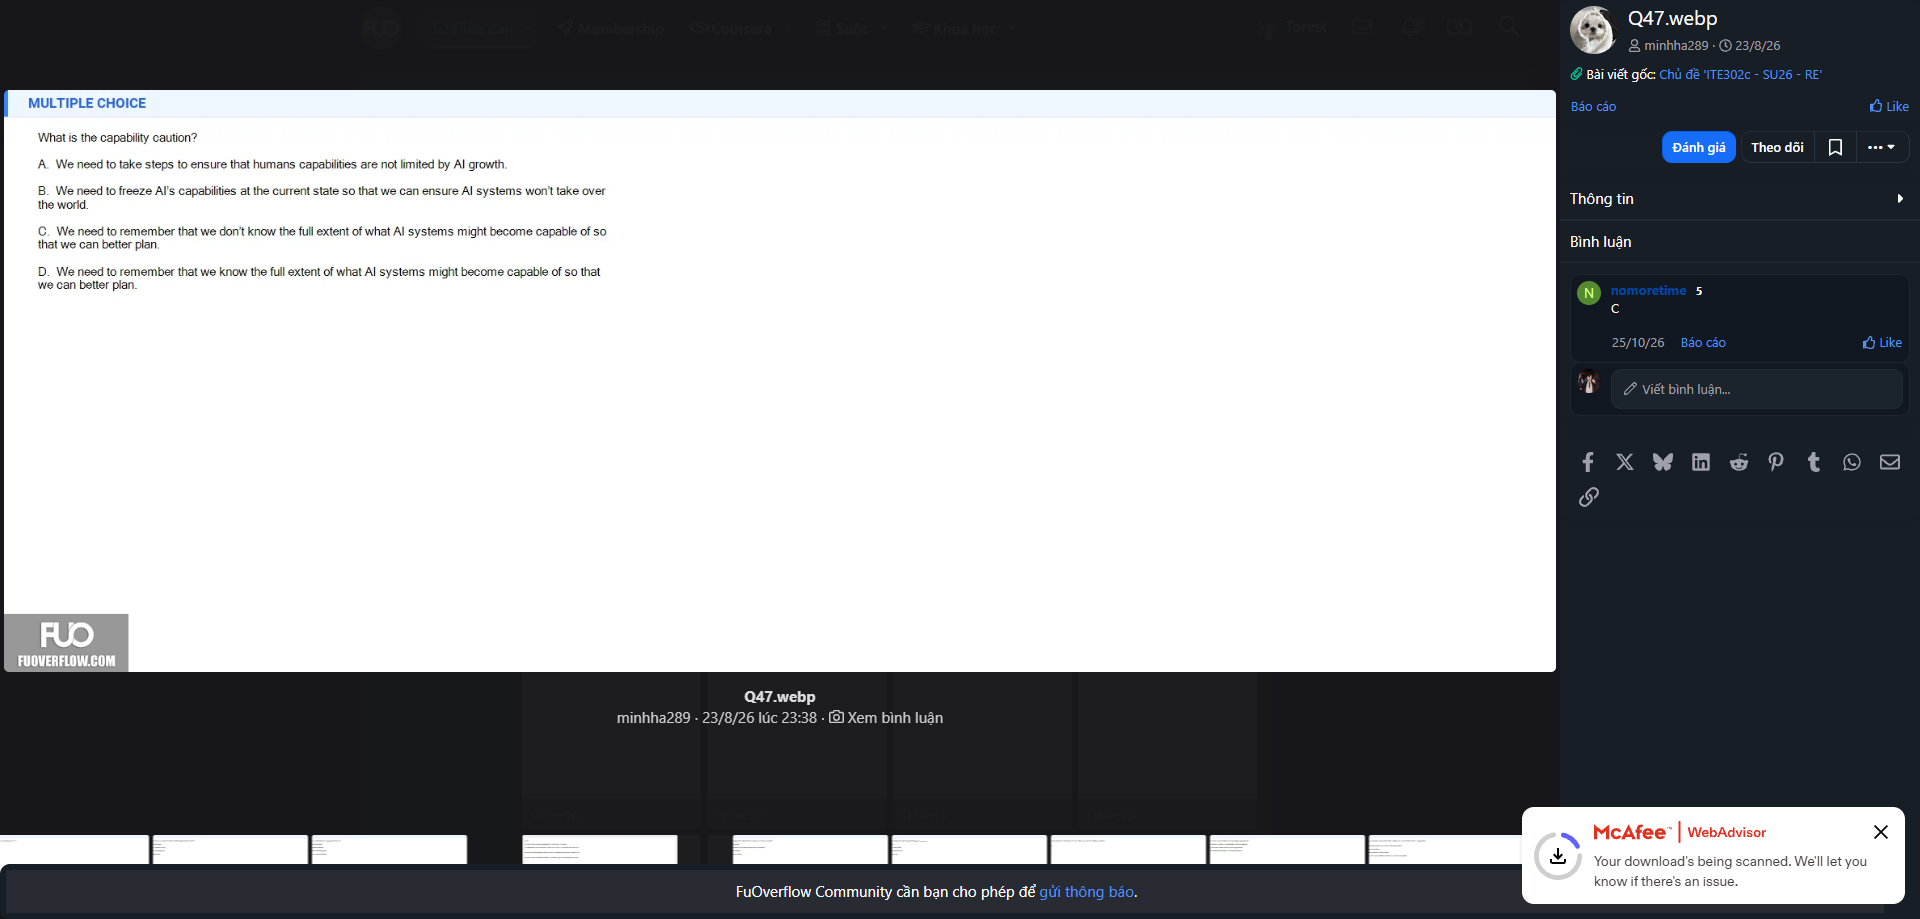 FUO
Membership
Coursera
Khoá học
Torest
MULTIPLE CHOICE
What is the capability caution?
A. We need to take steps to ensure that humans capabilities are not limited by AI growth.
B. We need to freeze AI's capabilities at the current state so that we can ensure AI systems won't take over
the world.
C. We need to remember that we don't know the full extent of what AI systems might become capable of so
that we can better plan.
D. We need to remember that we know the full extent of what AI systems might become capable of so that
we can better plan.
FUO
FUOVERFLOW.COM
Q47.webp
minhha289 · 23/8/26 lúc 23:38 · Xem bình luận
Q47.webp
minhha289 · 23/8/26
Bài viết gốc: Chủ đề 'ITE302c - SU26 - RE'
Báo cáo Like
Đánh giá Theo dõi
Thông tin
Bình luận
N nomoretime 5
C
25/10/26 Báo cáo Like
Viết bình luận...
FuOverflow Community cần bạn cho phép để gửi thông báo.
McAfee™ | WebAdvisor
Your download's being scanned. We'll let you
know if there's an issue.